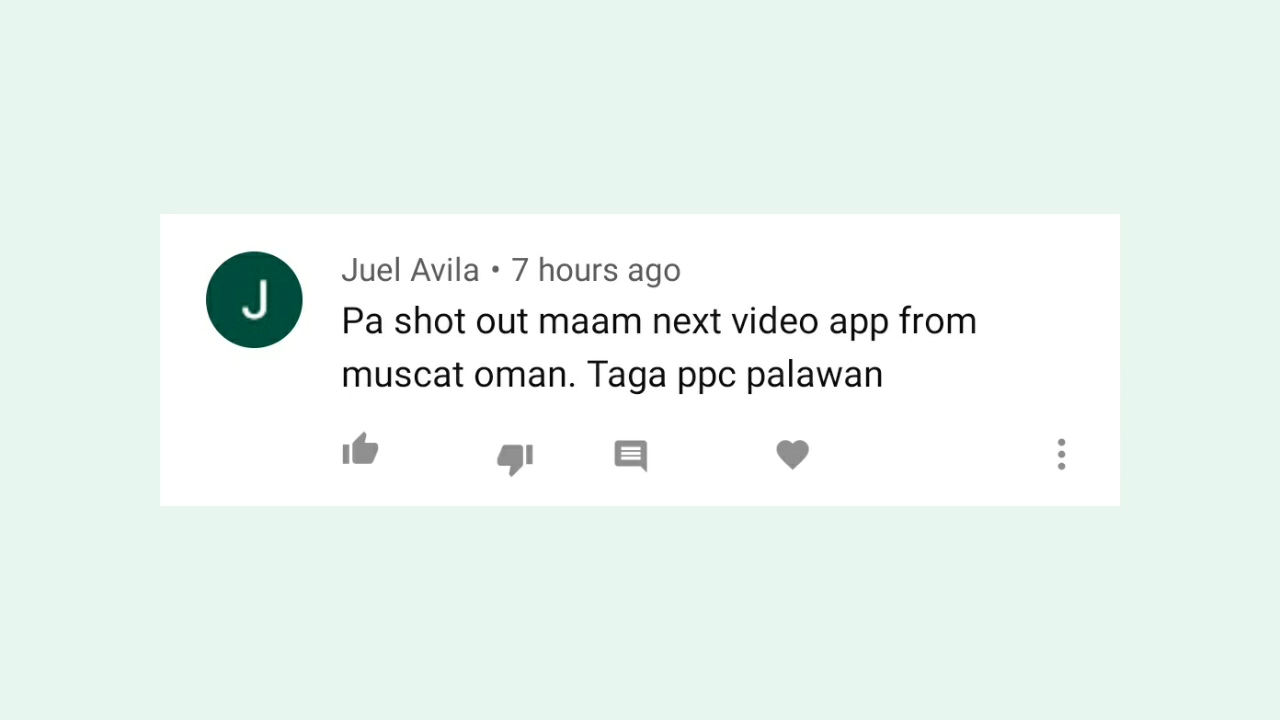 J
Juel Avila • 7 hours ago
Pa shot out maam next video app from
muscat oman. Taga ppc palawan